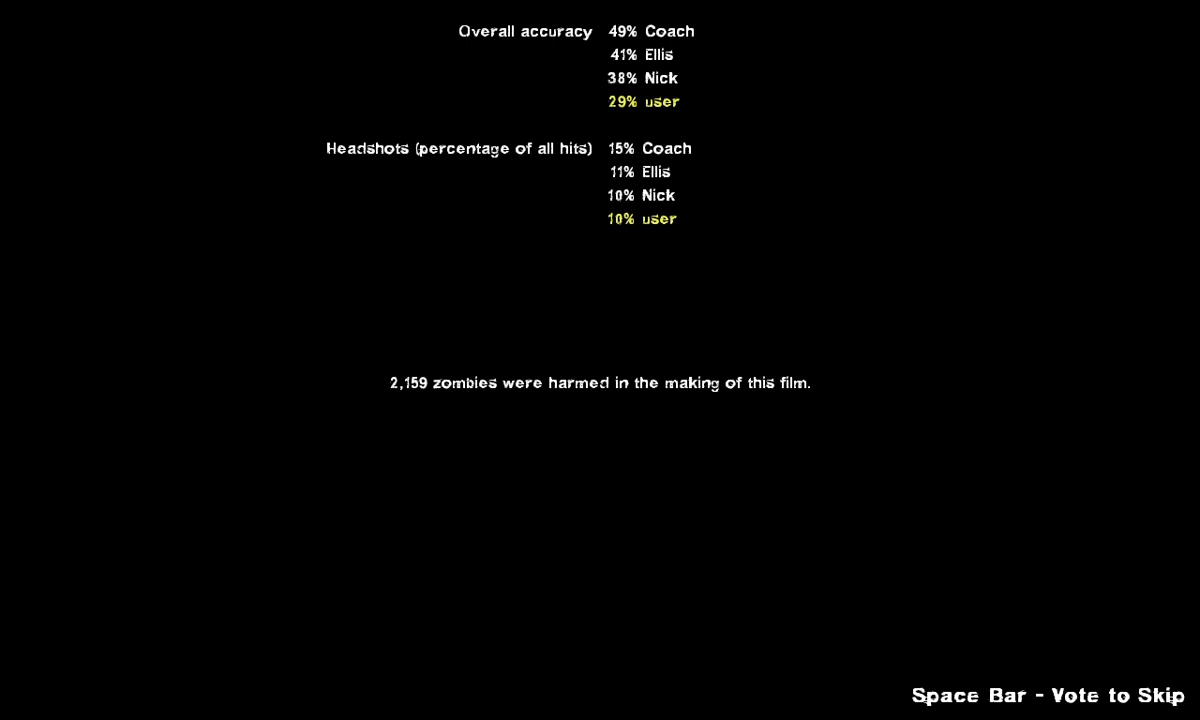 Overall accuracy 49% Coach
41% Ellis
38% Nick
29% user
Headshots (percentage of all hits) 15% Coach
11% Ellis
10% Nick
10% user
2,159 zombies were harmed in the making of this film.
Space Bar - Vote to Skip